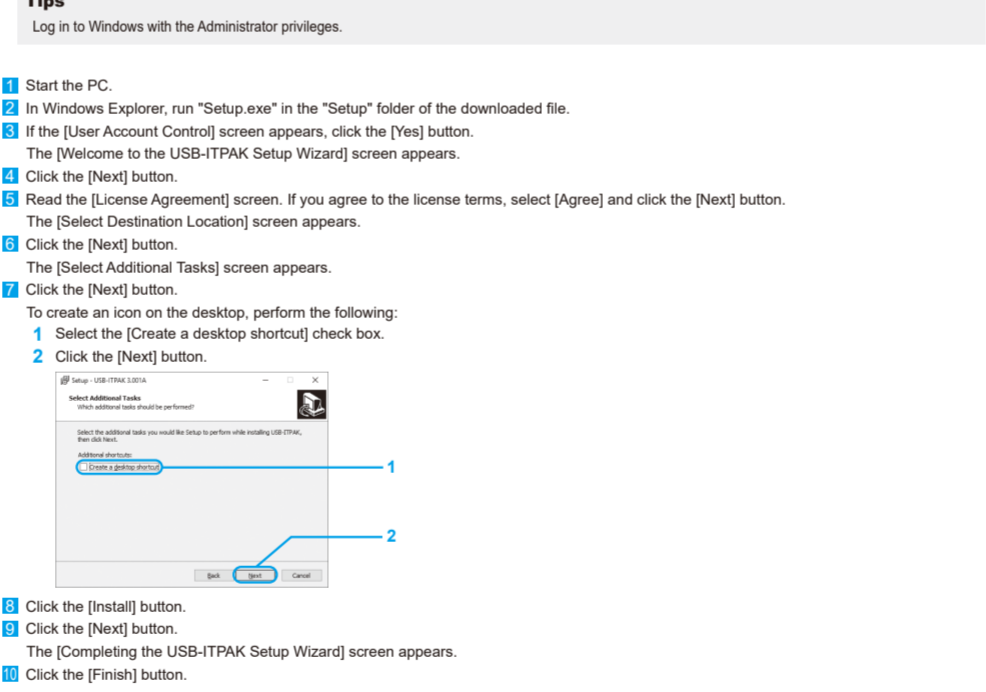 Tips
Log in to Windows with the Administrator privileges.
1 Start the PC.
2 In Windows Explorer, run "Setup.exe" in the "Setup" folder of the downloaded file.
3 If the [User Account Control] screen appears, click the [Yes] button.
The [Welcome to the USB-ITPAK Setup Wizard] screen appears.
4 Click the [Next] button.
5 Read the [License Agreement] screen. If you agree to the license terms, select [Agree] and click the [Next] button.
The [Select Destination Location] screen appears.
6 Click the [Next] button.
The [Select Additional Tasks] screen appears.
7 Click the [Next] button.
To create an icon on the desktop, perform the following:
1 Select the [Create a desktop shortcut] check box.
2 Click the [Next] button.
Setup - USB-ITPAK 3.001A
Select Additional Tasks
Which additional tasks should be performed?
Select the additional tasks you would like Setup to perform while installing USB-ITPAK,
then click Next.
Additional shortcuts:
Create a desktop shortcut
1
2
Back Next Cancel
8 Click the [Install] button.
9 Click the [Next] button.
The [Completing the USB-ITPAK Setup Wizard] screen appears.
10 Click the [Finish] button.